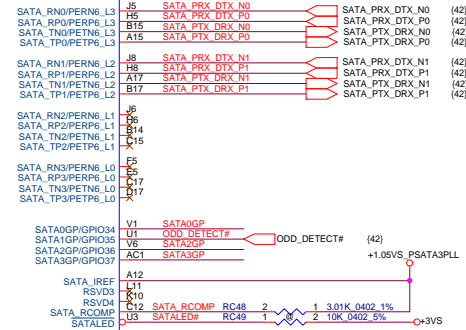 SATA_RN0/PERN6_L3 J5 SATA_PRX_DTX_N0 SATA_PRX_DTX_N0 {42}
SATA_RP0/PERP6_L3 H5 SATA_PRX_DTX_P0 SATA_PRX_DTX_P0 {42}
SATA_TN0/PETN6_L3 B15 SATA_PTX_DRX_N0 SATA_PTX_DRX_N0 {42}
SATA_TP0/PETP6_L3 A15 SATA_PTX_DRX_P0 SATA_PTX_DRX_P0 {42}
SATA_RN1/PERN6_L2 J8 SATA_PRX_DTX_N1 SATA_PRX_DTX_N1 {42}
SATA_RP1/PERP6_L2 H8 SATA_PRX_DTX_P1 SATA_PRX_DTX_P1 {42}
SATA_TN1/PETN6_L2 A17 SATA_PTX_DRX_N1 SATA_PTX_DRX_N1 {42}
SATA_TP1/PETP6_L2 B17 SATA_PTX_DRX_P1 SATA_PTX_DRX_P1 {42}
SATA_RN2/PERN6_L1 J6
SATA_RP2/PERP6_L1 H6
SATA_TN2/PETN6_L1 B14
SATA_TP2/PETP6_L1 C15
SATA_RN3/PERN6_L0 F5
SATA_RP3/PERP6_L0 E5
SATA_TN3/PETN6_L0 C17
SATA_TP3/PETP6_L0 D17
SATA0GP/GPIO34 V1 SATA0GP
SATA1GP/GPIO35 U1 ODD_DETECT# ODD_DETECT# {42}
SATA2GP/GPIO36 V6 SATA2GP
SATA3GP/GPIO37 AC1 SATA3GP
+1.05VS_PSATA3PLL
SATA_IREF A12
RSVD3 L11
RSVD4 K10
SATA_RCOMP C12 SATA_RCOMP RC48 2 1 3.01K_0402_1%
SATALED U3 SATALED# RC49 1 @ 2 10K_0402_5% +3VS